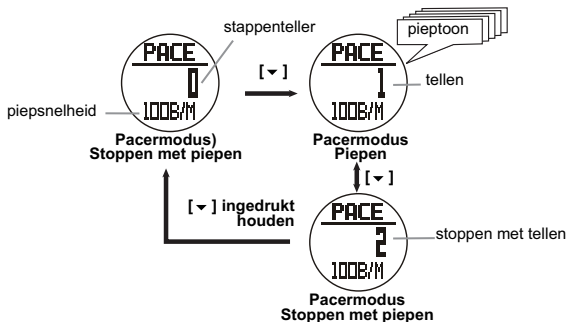 stappenteller
PACE
0
100B/M
piepsnelheid
Pacermodus)
Stoppen met piepen
[ ▾ ]
pieptoon
PACE
1
100B/M
tellen
Pacermodus
Piepen
[ ▾ ]
[ ▾ ] ingedrukt
houden
PACE
2
100B/M
stoppen met tellen
Pacermodus
Stoppen met piepen